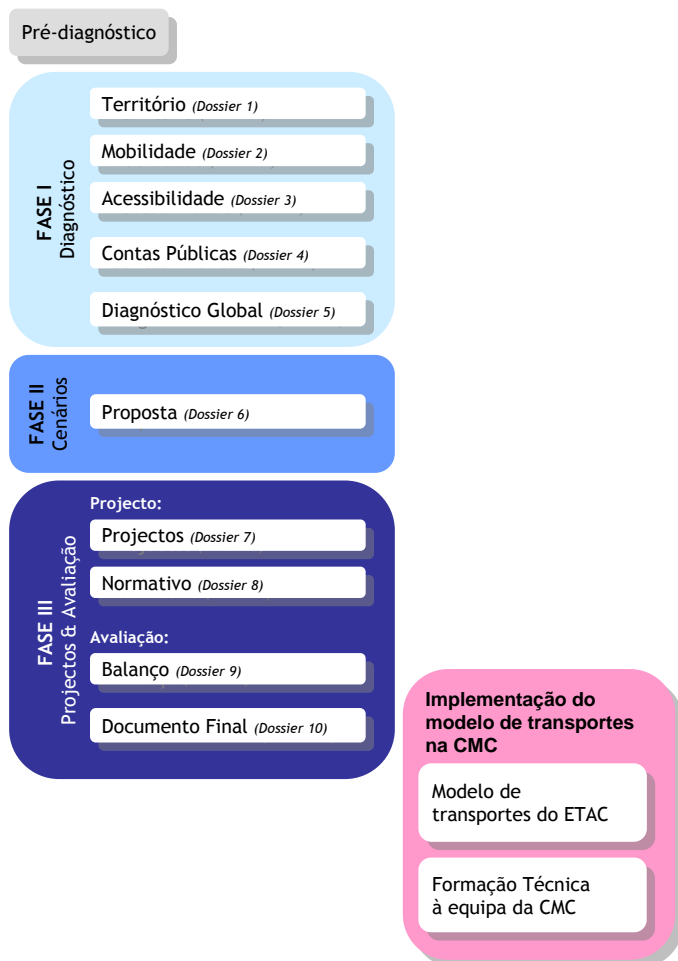 Pré-diagnóstico
FASE I
Diagnóstico
Território (Dossier 1)
Mobilidade (Dossier 2)
Acessibilidade (Dossier 3)
Contas Públicas (Dossier 4)
Diagnóstico Global (Dossier 5)
FASE II
Cenários
Proposta (Dossier 6)
FASE III
Projectos & Avaliação
Projecto:
Projectos (Dossier 7)
Normativo (Dossier 8)
Avaliação:
Balanço (Dossier 9)
Documento Final (Dossier 10)
Implementação do
modelo de transportes
na CMC
Modelo de
transportes do ETAC
Formação Técnica
à equipa da CMC